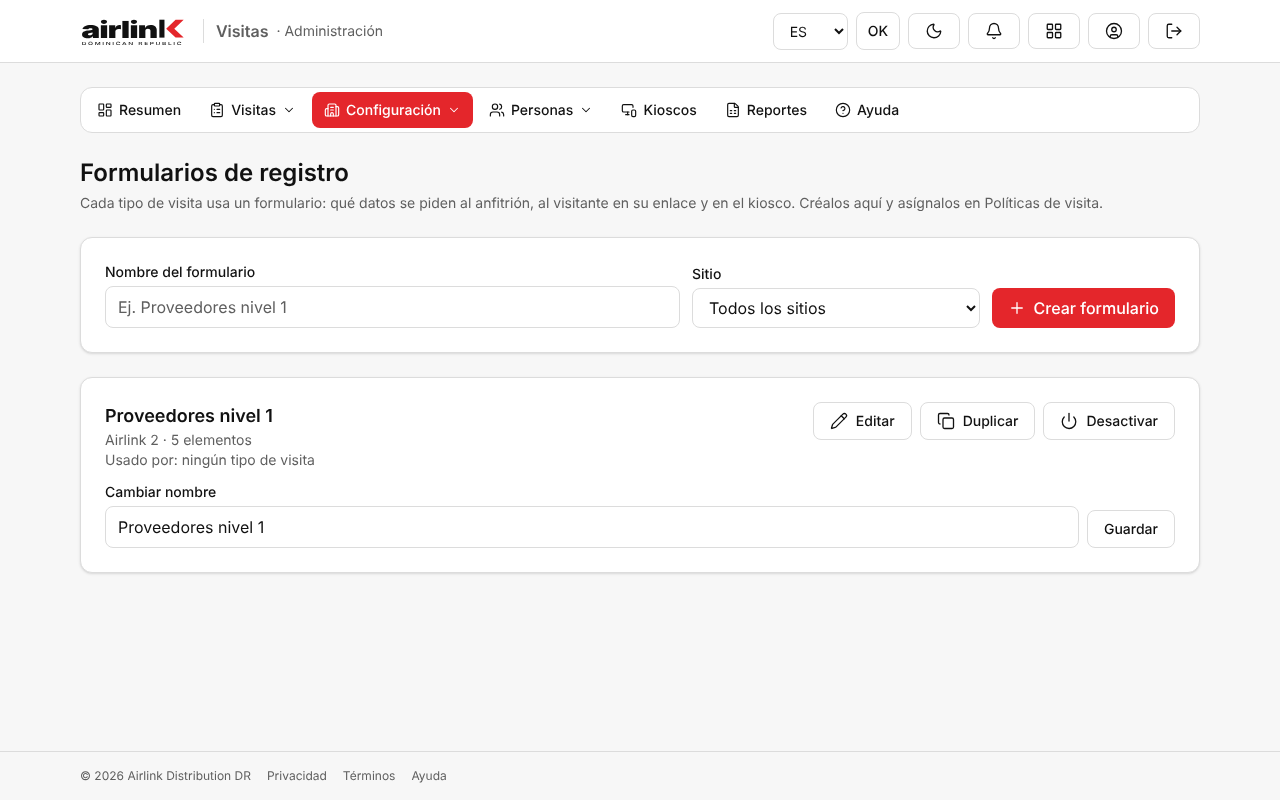 airlink
DOMINICAN REPUBLIC
Visitas · Administración
ES
OK
Resumen
Visitas
Configuración
Personas
Kioscos
Reportes
Ayuda
Formularios de registro
Cada tipo de visita usa un formulario: qué datos se piden al anfitrión, al visitante en su enlace y en el kiosco. Créalos aquí y asígnalos en Políticas de visita.
Nombre del formulario
Ej. Proveedores nivel 1
Sitio
Todos los sitios
Crear formulario
Proveedores nivel 1
Airlink 2 · 5 elementos
Usado por: ningún tipo de visita
Editar
Duplicar
Desactivar
Cambiar nombre
Proveedores nivel 1
Guardar
© 2026 Airlink Distribution DR
Privacidad
Términos
Ayuda